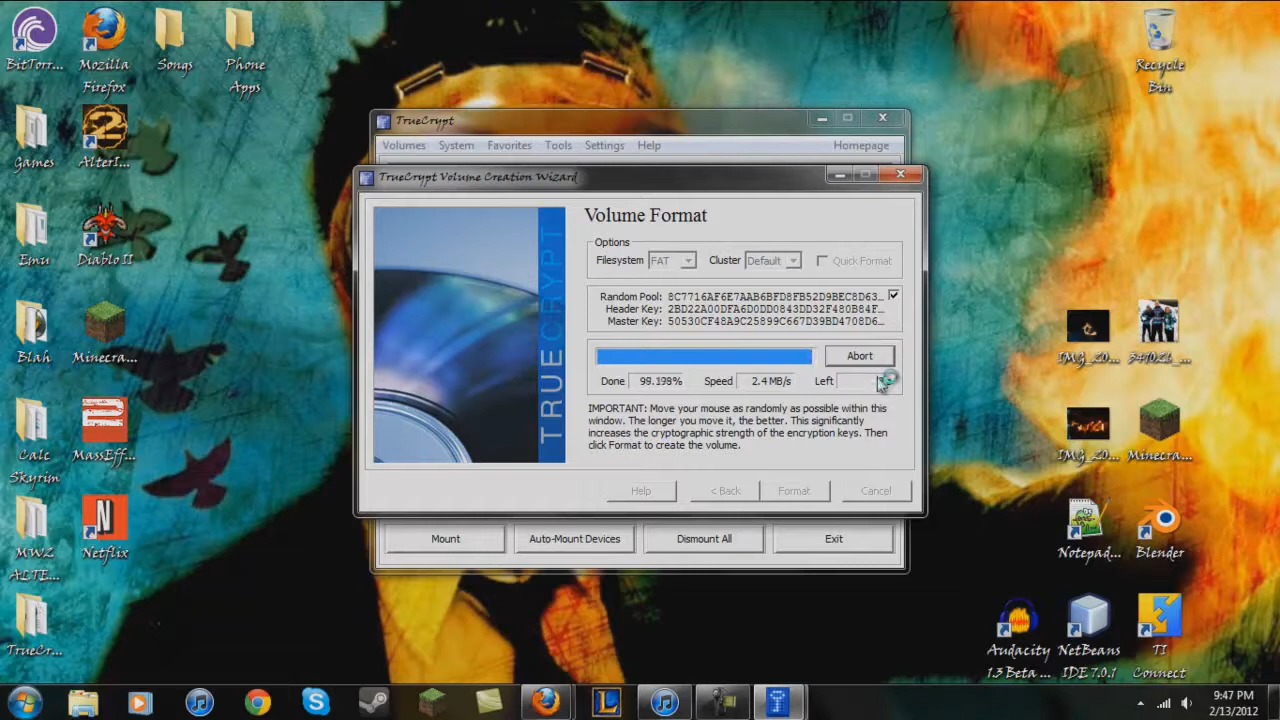 BitTorr...
Mozilla
Firefox
Songs
Phone
Apps
Recycle
Bin
Games
AlterI...
Emu
Diablo II
Blah
Minecra...
Calc
Skyrim
MassEff...
MW2
ALTE...
Netflix
TrueCr...
TrueCrypt
Volumes System Favorites Tools Settings Help Homepage
TrueCrypt Volume Creation Wizard
TRUECRYPT
Volume Format
Options
Filesystem FAT Cluster Default Quick Format
Random Pool: 8C7716AF6E7AAB6BFD8FB52D9BEC8D63...
Header Key: 2BD22A00DFA6D0DD0843DD32F480B84F...
Master Key: 50530CF48A9C25899C667D39BD4708D6...
Abort
Done 99.198% Speed 2.4 MB/s Left
IMPORTANT: Move your mouse as randomly as possible within this
window. The longer you move it, the better. This significantly
increases the cryptographic strength of the encryption keys. Then
click Format to create the volume.
Help < Back Format Cancel
Mount Auto-Mount Devices Dismount All Exit
IMG_20...
341026_...
IMG_20...
Minecra...
Notepad...
Blender
Audacity
1.3 Beta ...
NetBeans
IDE 7.0.1
TI
Connect
9:47 PM
2/13/2012